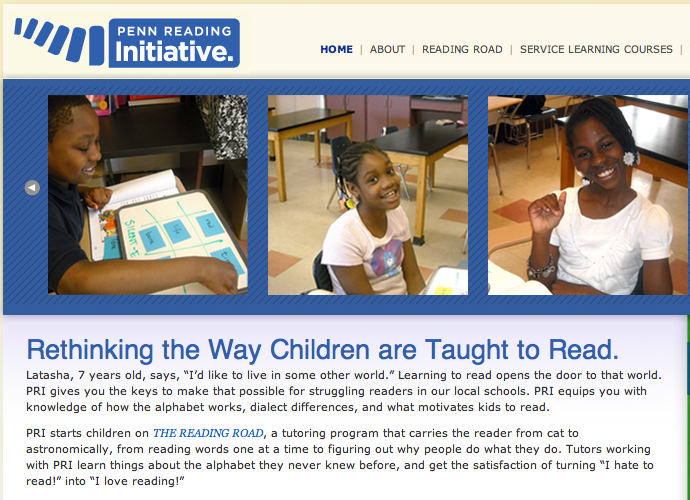 PENN READING
Initiative.
HOME | ABOUT | READING ROAD | SERVICE LEARNING COURSES |
SILENT-E
Rethinking the Way Children are Taught to Read.
Latasha, 7 years old, says, “I’d like to live in some other world.” Learning to read opens the door to that world.
PRI gives you the keys to make that possible for struggling readers in our local schools. PRI equips you with
knowledge of how the alphabet works, dialect differences, and what motivates kids to read.
PRI starts children on THE READING ROAD, a tutoring program that carries the reader from cat to
astronomically, from reading words one at a time to figuring out why people do what they do. Tutors working
with PRI learn things about the alphabet they never knew before, and get the satisfaction of turning “I hate to
read!” into “I love reading!”